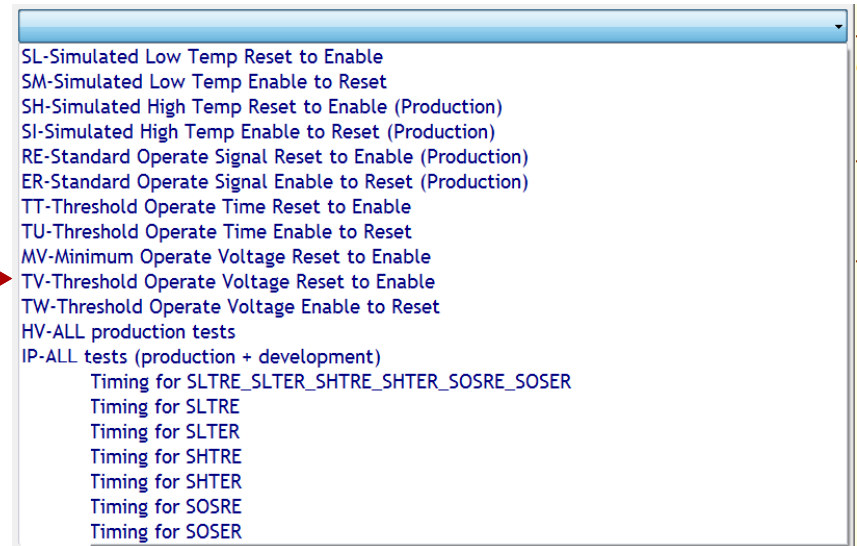 SL-Simulated Low Temp Reset to Enable
SM-Simulated Low Temp Enable to Reset
SH-Simulated High Temp Reset to Enable (Production)
SI-Simulated High Temp Enable to Reset (Production)
RE-Standard Operate Signal Reset to Enable (Production)
ER-Standard Operate Signal Enable to Reset (Production)
TT-Threshold Operate Time Reset to Enable
TU-Threshold Operate Time Enable to Reset
MV-Minimum Operate Voltage Reset to Enable
TV-Threshold Operate Voltage Reset to Enable
TW-Threshold Operate Voltage Enable to Reset
HV-ALL production tests
IP-ALL tests (production + development)
Timing for SLTRE_SLTER_SHTRE_SHTER_SOSRE_SOSER
Timing for SLTRE
Timing for SLTER
Timing for SHTRE
Timing for SHTER
Timing for SOSRE
Timing for SOSER